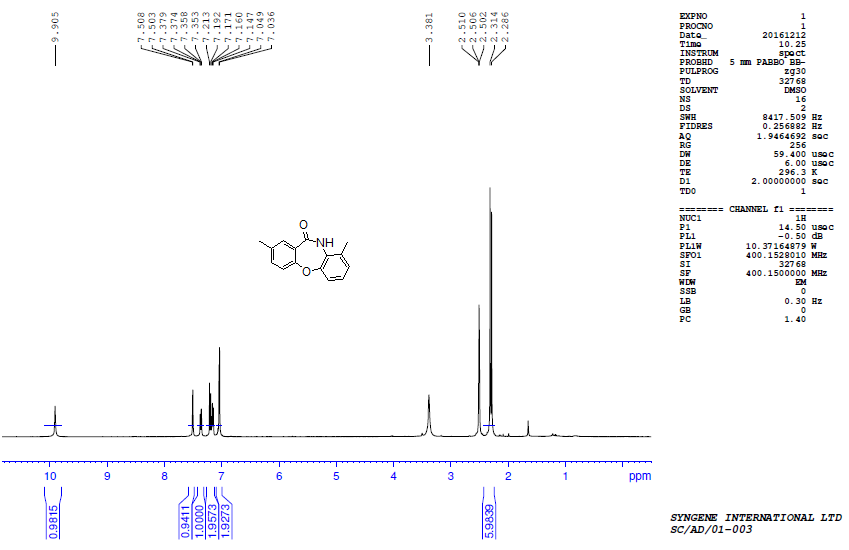 9.905
7.508
7.503
7.379
7.374
7.358
7.353
7.213
7.192
7.171
7.160
7.147
7.049
7.036
3.381
2.510
2.506
2.502
2.314
2.286
EXPNO 1
PROCNO 1
Date_ 20161212
Time 10.25
INSTRUM spect
PROBHD 5 mm PABBO BB-
PULPROG zg30
TD 32768
SOLVENT DMSO
NS 16
DS 2
SWH 8417.509 Hz
FIDRES 0.256882 Hz
AQ 1.9464692 sec
RG 256
DW 59.400 usec
DE 6.00 usec
TE 296.3 K
D1 2.00000000 sec
TD0 1
======== CHANNEL f1 ========
NUC1 1H
P1 14.50 usec
PL1 -0.50 dB
PL1W 10.37164879 W
SFO1 400.1528010 MHz
SI 32768
SF 400.1500000 MHz
WDW EM
SSB 0
LB 0.30 Hz
GB 0
PC 1.40
O
NH
O
10 9 8 7 6 5 4 3 2 1 ppm
0.9815
0.9411
1.0000
1.9573
1.9273
5.9839
SYNGENE INTERNATIONAL LTD
SC/AD/01-003